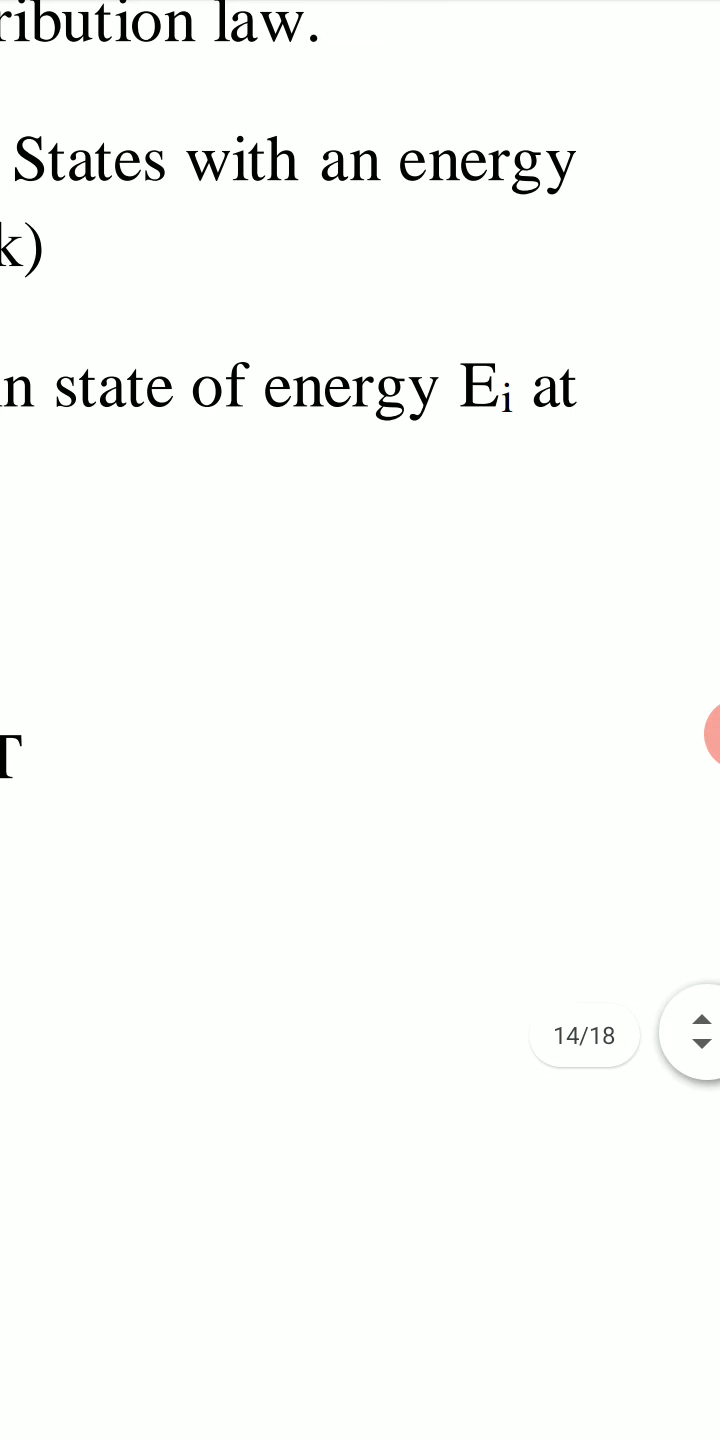 ribution law.
States with an energy
k)
n state of energy Ei at
T
14/18